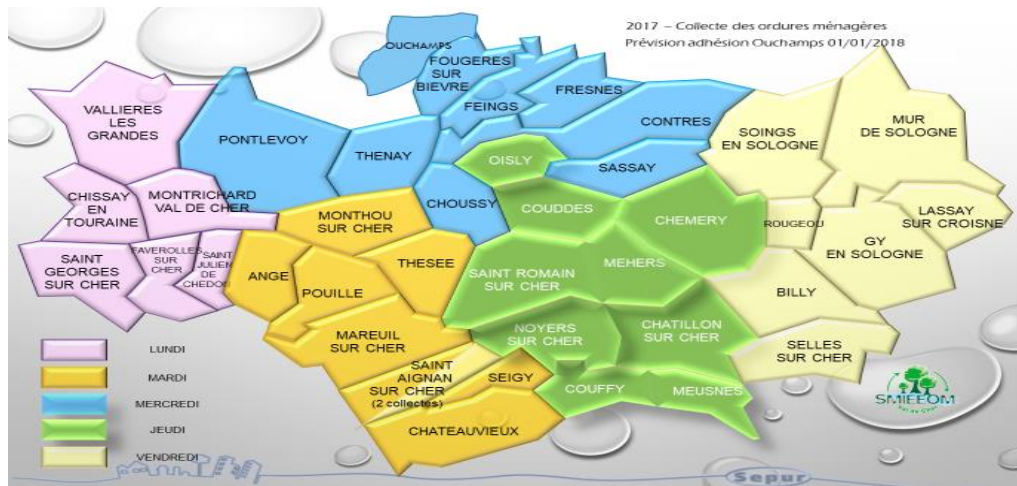 2017 – Collecte des ordures ménagères
Prévision adhésion Ouchamps 01/01/2018
OUCHAMPS
FOUGERES
SUR
BIEVRE
FEINGS
FRESNES
CONTRES
VALLIERES
LES
GRANDES
PONTLEVOY
THENAY
OISLY
SASSAY
SOINGS
EN SOLOGNE
MUR
DE SOLOGNE
CHISSAY
EN
TOURAINE
MONTRICHARD
VAL DE CHER
MONTHOU
SUR CHER
CHOUSSY
COUDDES
CHEMERY
ROUGEOU
LASSAY
SUR CROISNE
GY
EN SOLOGNE
SAINT
GEORGES
SUR CHER
FAVEROLLES
SUR
CHER
SAINT
JULIEN
DE
CHEDON
ANGE
POUILLE
THESEE
SAINT ROMAIN
SUR CHER
MEHERS
BILLY
MAREUIL
SUR CHER
NOYERS
SUR CHER
CHATILLON
SUR CHER
SELLES
SUR CHER
SAINT
AIGNAN
SUR CHER
(2 collectes)
SEIGY
COUFFY
MEUSNES
CHATEAUVIEUX
LUNDI
MARDI
MERCREDI
JEUDI
VENDREDI
SMIEEOM
Val de Cher
Sepur